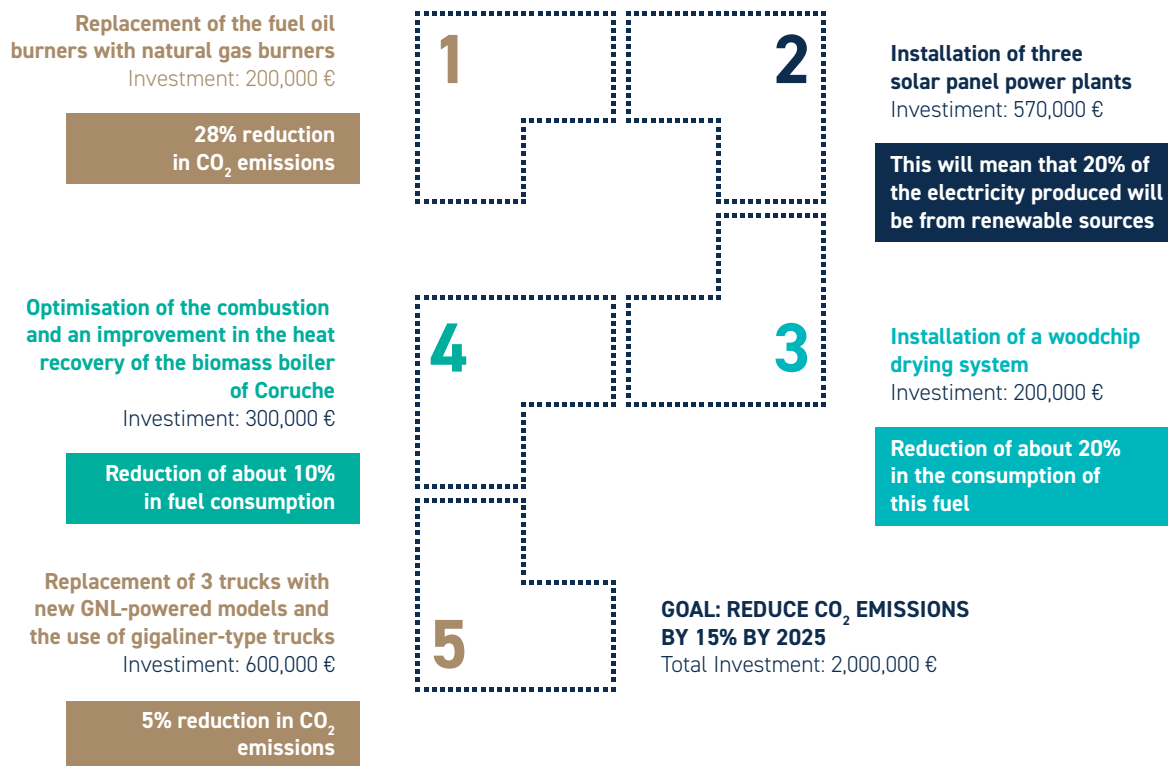 Replacement of the fuel oil
burners with natural gas burners
Investment: 200,000 €
28% reduction
in CO₂ emissions
1
2
Installation of three
solar panel power plants
Investiment: 570,000 €
This will mean that 20% of
the electricity produced will
be from renewable sources
3
Installation of a woodchip
drying system
Investiment: 200,000 €
Reduction of about 20%
in the consumption of
this fuel
Optimisation of the combustion
and an improvement in the heat
recovery of the biomass boiler
of Coruche
Investiment: 300,000 €
Reduction of about 10%
in fuel consumption
4
Replacement of 3 trucks with
new GNL-powered models and
the use of gigaliner-type trucks
Investiment: 600,000 €
5% reduction in CO₂
emissions
5
GOAL: REDUCE CO₂ EMISSIONS
BY 15% BY 2025
Total Investment: 2,000,000 €